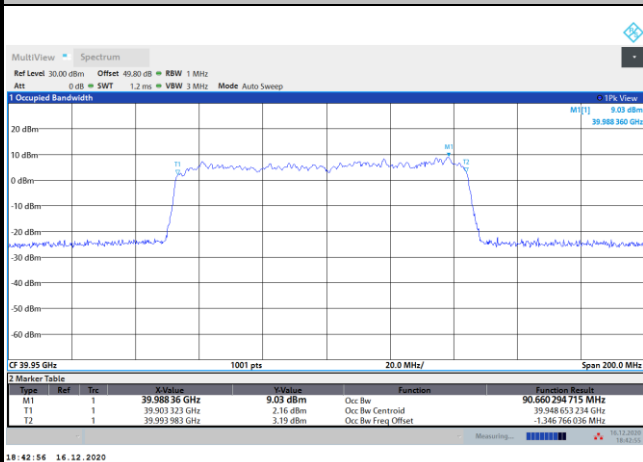 MultiView Spectrum
Ref Level 30.00 dBm Offset 49.80 dB RBW 1 MHz
Att 0 dB SWT 1.2 ms VBW 3 MHz Mode Auto Sweep
1 Occupied Bandwidth 1Pk View
M1[1] 9.03 dBm
39.988 360 GHz
20 dBm
M1
10 dBm
T1 T2
0 dBm
-10 dBm
-20 dBm
-30 dBm
-40 dBm
-50 dBm
-60 dBm
CF 39.95 GHz 1001 pts 20.0 MHz/ Span 200.0 MHz
2 Marker Table
Type Ref Trc X-Value Y-Value Function Function Result
M1 1 39.988 36 GHz 9.03 dBm Occ Bw 90.660 294 715 MHz
T1 1 39.903 323 GHz 2.16 dBm Occ Bw Centroid 39.948 653 234 GHz
T2 1 39.993 983 GHz 3.19 dBm Occ Bw Freq Offset -1.346 766 036 MHz
Measuring... 16.12.2020
18:42:55
18:42:56 16.12.2020